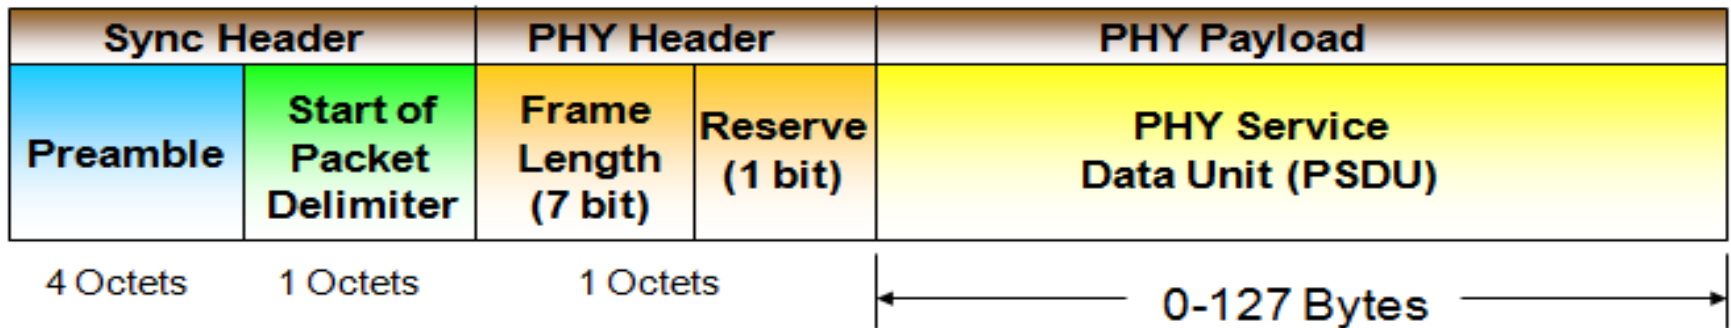 Sync Header
PHY Header
PHY Payload
Preamble
Start of
Packet
Delimiter
Frame
Length
(7 bit)
Reserve
(1 bit)
PHY Service
Data Unit (PSDU)
4 Octets
1 Octets
1 Octets
0-127 Bytes